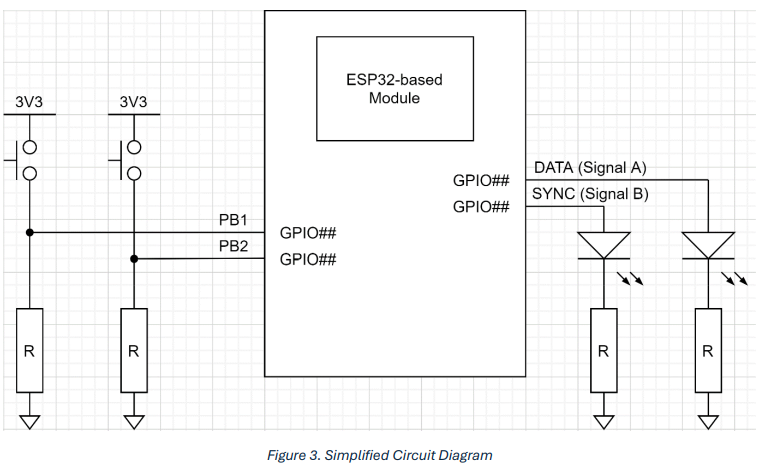 ESP32-based
Module
3V3
3V3
DATA (Signal A)
GPIO##
SYNC (Signal B)
GPIO##
PB1
GPIO##
PB2
GPIO##
R
R
R
R
Figure 3. Simplified Circuit Diagram